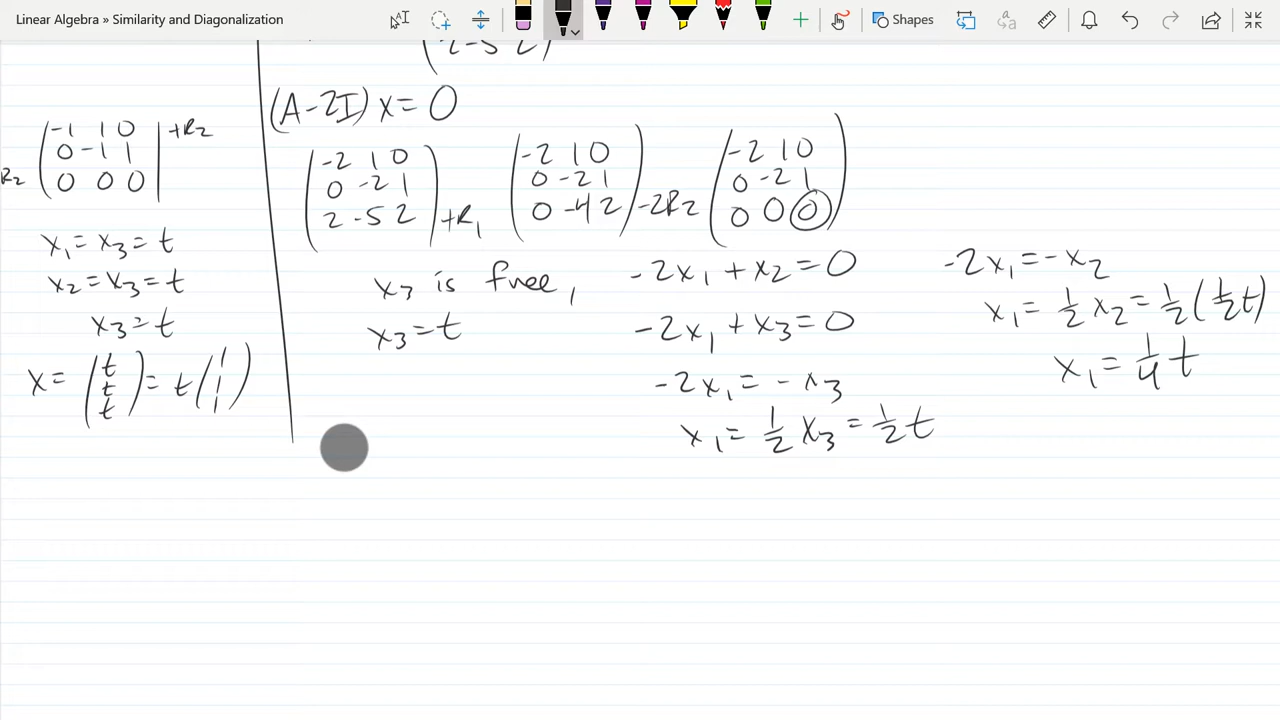 Linear Algebra » Similarity and Diagonalization
Shapes
2 -5 2
(A-2I) x = 0
-1 1 0
0 -1 1
0 0 0
+R2
R2
x1 = x3 = t
x2 = x3 = t
x3 = t
x = (t t t) = t (1 1 1)
-2 1 0
0 -2 1
2 -5 2
+R1
-2 1 0
0 -2 1
0 -4 2
-2R2
-2 1 0
0 -2 1
0 0 0
x3 is free,
x3 = t
-2x1 + x2 = 0
-2x1 + x3 = 0
-2x1 = -x3
x1 = 1/2 x3 = 1/2 t
-2x1 = -x2
x1 = 1/2 x2 = 1/2 (1/2 t)
x1 = 1/4 t